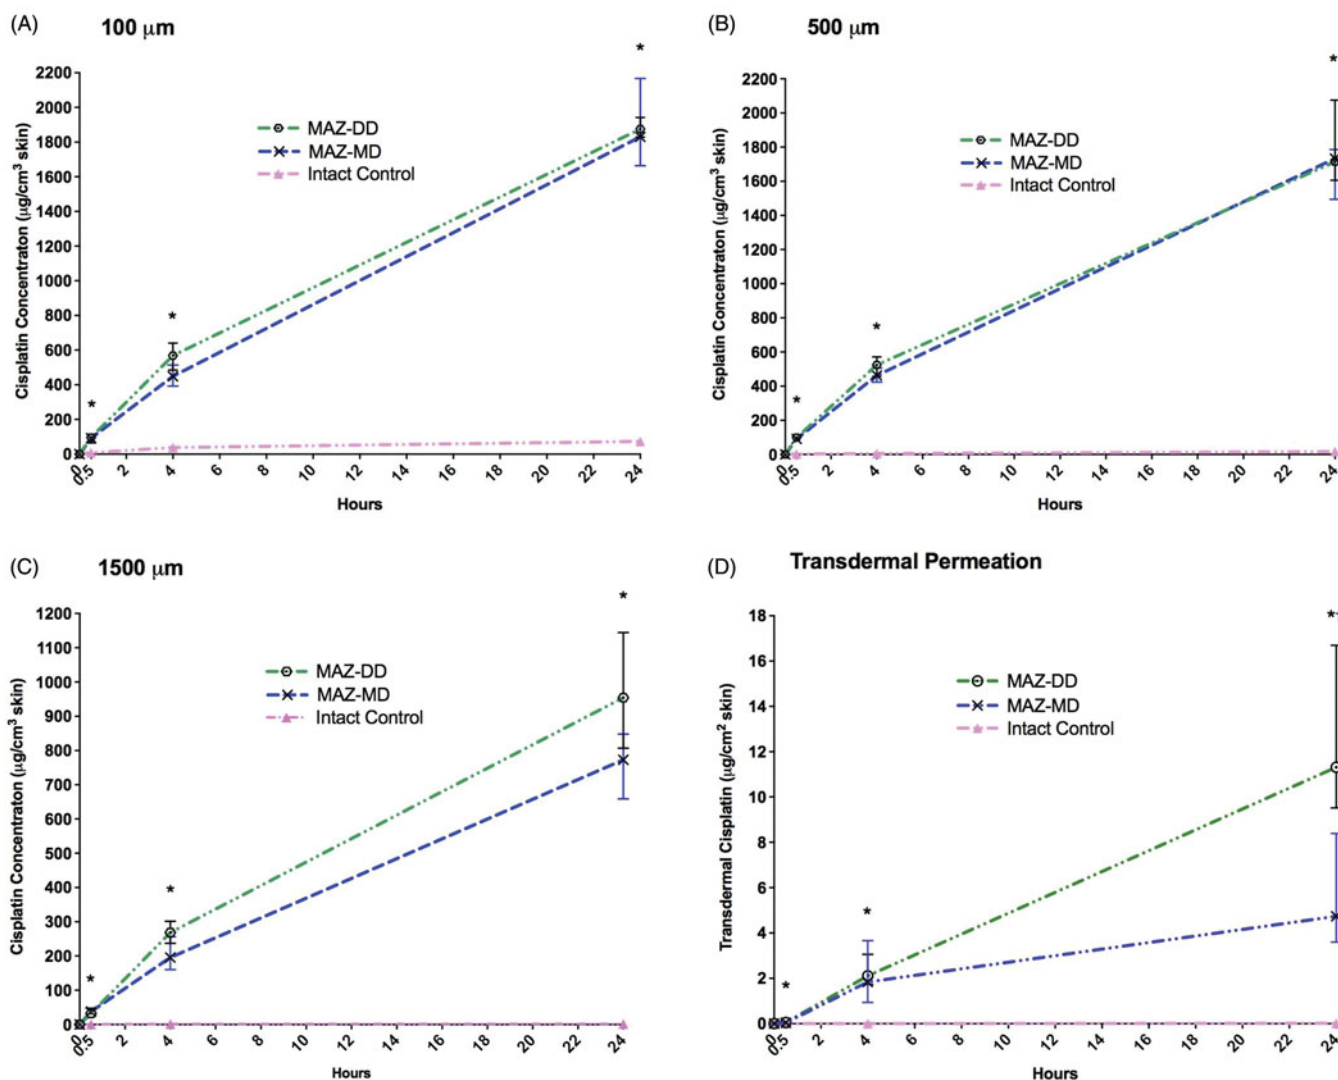 (A) 100 μm
*
2200
2000
1800
1600
1400
1200
1000
800
600
400
200
0
Cisplatin Concentraton (μg/cm³ skin)
MAZ-DD
MAZ-MD
Intact Control
*
*
0 0.5 2 4 6 8 10 12 14 16 18 20 22 24
Hours
(B) 500 μm
*
2200
2000
1800
1600
1400
1200
1000
800
600
400
200
0
Cisplatin Concentraton (μg/cm³ skin)
MAZ-DD
MAZ-MD
Intact Control
*
*
0 0.5 2 4 6 8 10 12 14 16 18 20 22 24
Hours
(C) 1500 μm
*
1200
1100
1000
900
800
700
600
500
400
300
200
100
0
Cisplatin Concentraton (μg/cm³ skin)
MAZ-DD
MAZ-MD
Intact Control
*
*
0 0.5 2 4 6 8 10 12 14 16 18 20 22 24
Hours
(D) Transdermal Permeation
**
18
16
14
12
10
8
6
4
2
0
Transdermal Cisplatin (μg/cm² skin)
MAZ-DD
MAZ-MD
Intact Control
*
*
0 0.5 2 4 6 8 10 12 14 16 18 20 22 24
Hours